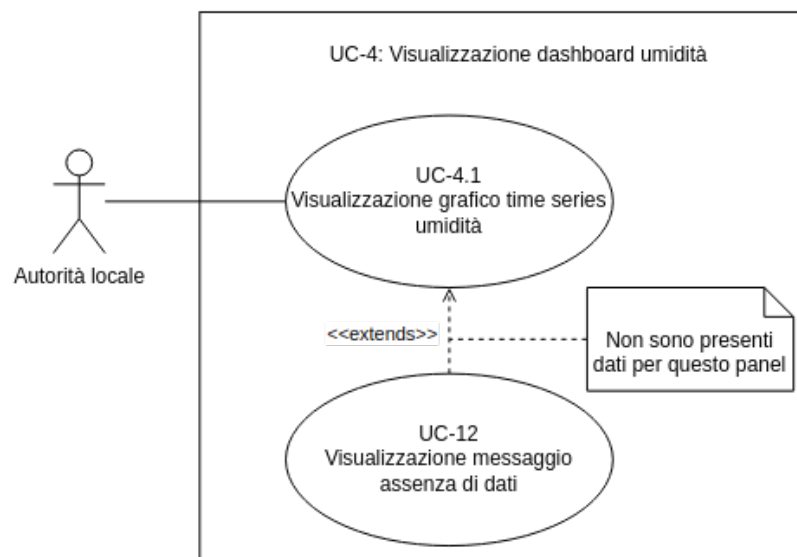 UC-4: Visualizzazione dashboard umidità
UC-4.1
Visualizzazione grafico time series
umidità
Autorità locale
<<extends>>
Non sono presenti
dati per questo panel
UC-12
Visualizzazione messaggio
assenza di dati